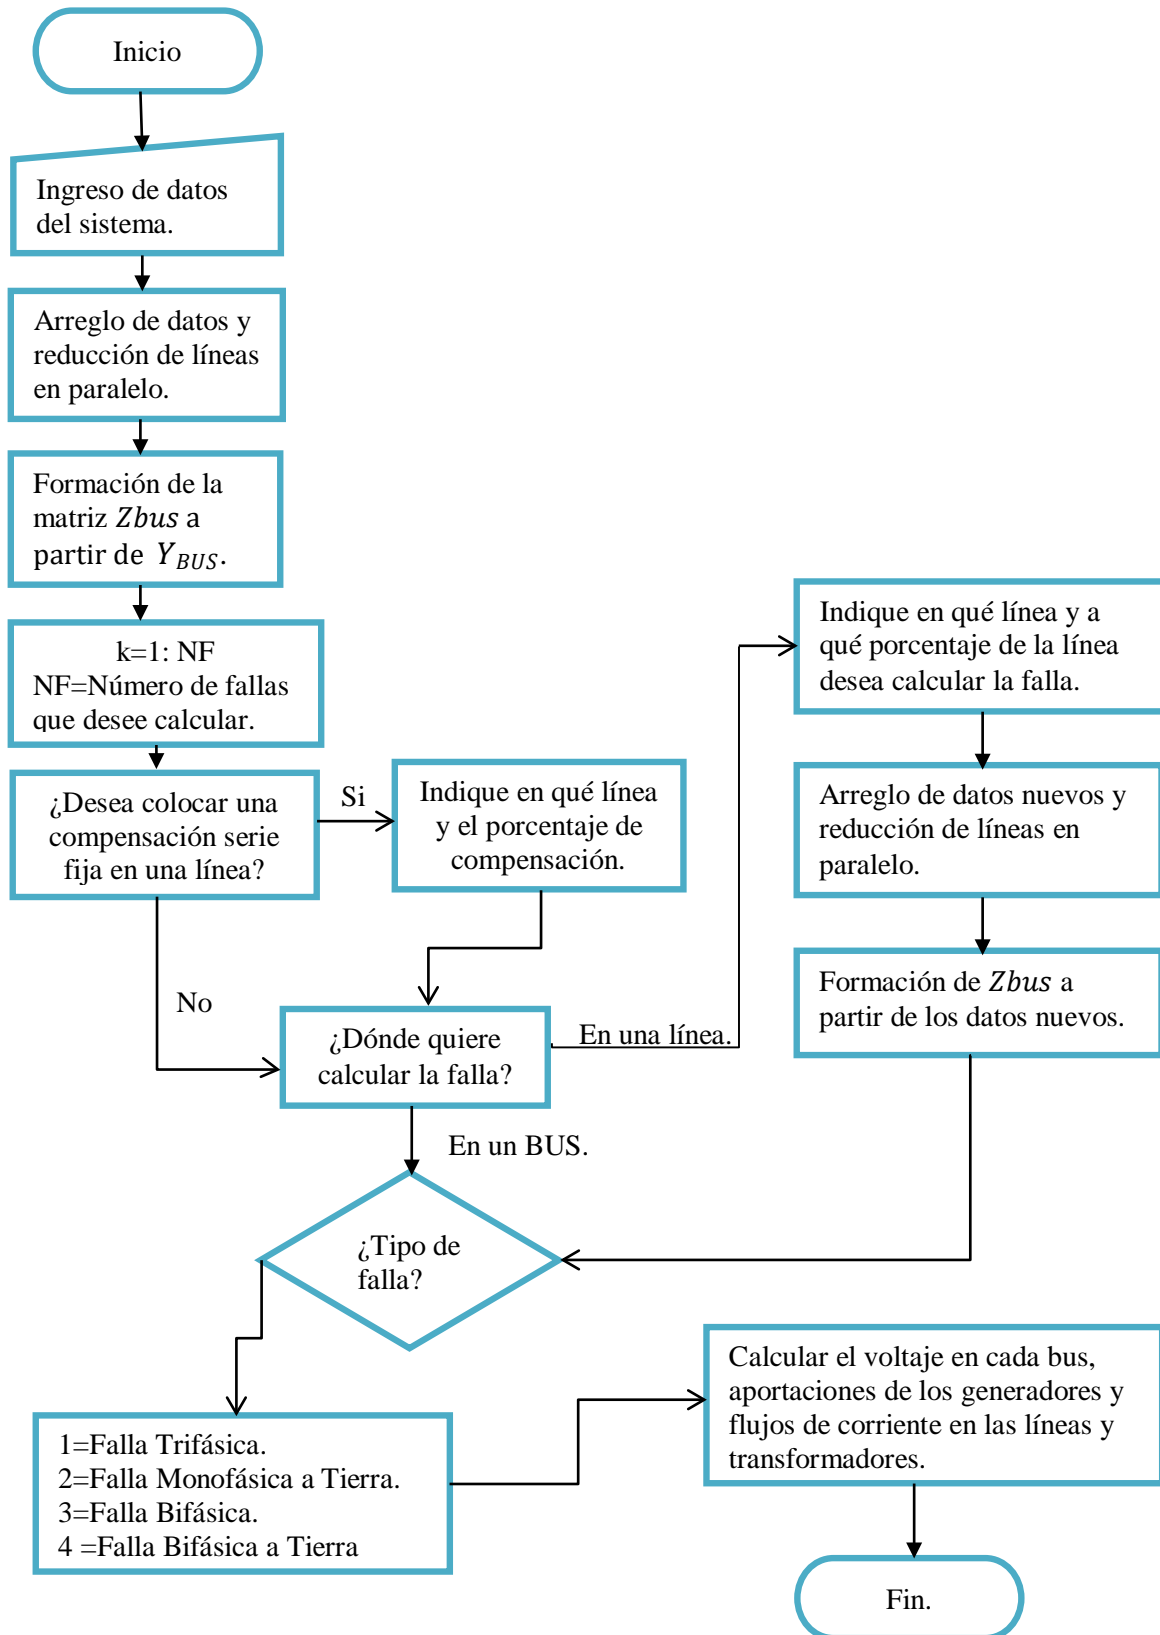 Inicio
Ingreso de datos
del sistema.
Arreglo de datos y
reducción de líneas
en paralelo.
Formación de la
matriz Zbus a
partir de Y_BUS.
k=1: NF
NF=Número de fallas
que desee calcular.
¿Desea colocar una
compensación serie
fija en una línea?
Si
Indique en qué línea
y el porcentaje de
compensación.
No
¿Dónde quiere
calcular la falla?
En una línea.
Indique en qué línea y a
qué porcentaje de la línea
desea calcular la falla.
Arreglo de datos nuevos y
reducción de líneas en
paralelo.
Formación de Zbus a
partir de los datos nuevos.
En un BUS.
¿Tipo de
falla?
1=Falla Trifásica.
2=Falla Monofásica a Tierra.
3=Falla Bifásica.
4 =Falla Bifásica a Tierra
Calcular el voltaje en cada bus,
aportaciones de los generadores y
flujos de corriente en las líneas y
transformadores.
Fin.